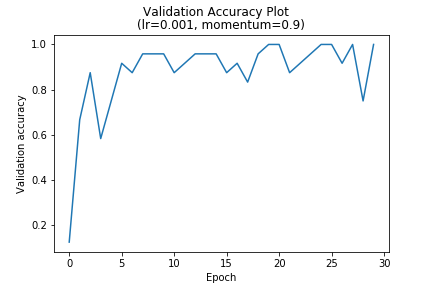 Validation Accuracy Plot
(lr=0.001, momentum=0.9)
1.0
0.8
0.6
0.4
0.2
Validation accuracy
0 5 10 15 20 25 30
Epoch